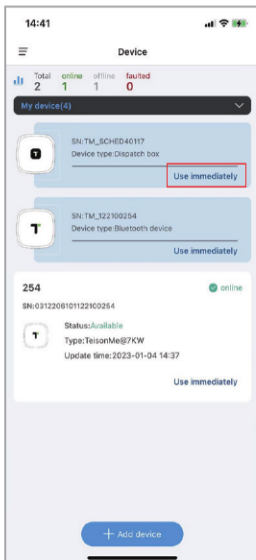 14:41
Device
Total online offline faulted
2 1 1 0
My device(4)
SN:TM_SCHED40117
Device type:Dispatch box
Use immediately
SN:TM_122100254
Device type:Bluetooth device
Use immediately
254 online
SN:0312206101122100254
Status:Available
Type:TeisonMe@7KW
Update time:2023-01-04 14:37
Use immediately
+ Add device